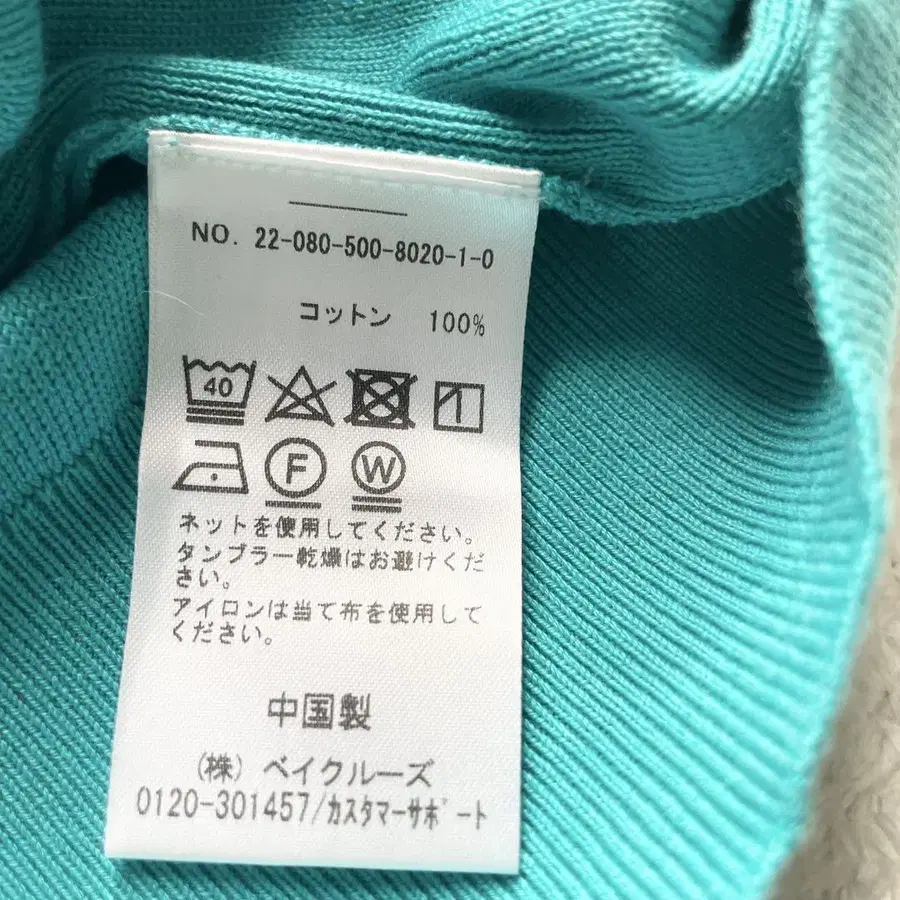 NO. 22-080-500-8020-1-0
コットン 100%
40
F W
ネットを使用してください。
タンブラー乾燥はお避けくだ
さい。
アイロンは当て布を使用して
ください。
中国製
(株) ベイクルーズ
0120-301457/カスタマーサポート